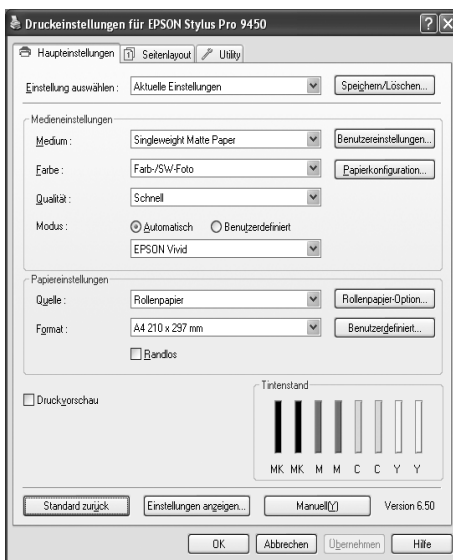 Druckeinstellungen für EPSON Stylus Pro 9450
Haupteinstellungen Seitenlayout Utility
Einstellung auswählen : Aktuelle Einstellungen Speichern/Löschen...
Medieneinstellungen
Medium : Singleweight Matte Paper Benutzereinstellungen...
Farbe : Farb-/SW-Foto Papierkonfiguration...
Qualität : Schnell
Modus : Automatisch Benutzerdefiniert
EPSON Vivid
Papiereinstellungen
Quelle : Rollenpapier Rollenpapier-Option...
Format : A4 210 x 297 mm Benutzerdefiniert...
Randlos
Druckvorschau
Tintenstand
MK MK M M C C Y Y
Standard zurück Einstellungen anzeigen... Manuell(Y) Version 6.50
OK Abbrechen Übernehmen Hilfe